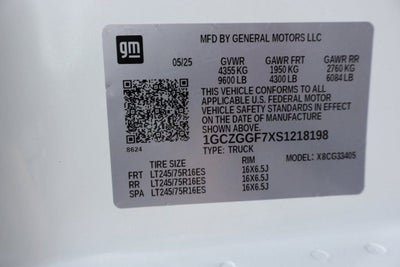 gm
MFD BY GENERAL MOTORS LLC
05/25 GVWR GAWR FRT GAWR RR
4355 KG 1950 KG 2760 KG
9600 LB 4300 LB 6084 LB
THIS VEHICLE CONFORMS TO ALL APPLICABLE
U.S. FEDERAL MOTOR
VEHICLE SAFETY STANDARDS IN EFFECT
ON THE DATE OF MANUFACTURE
SHOWN ABOVE.
1GCZGGF7XS1218198
8624 TYPE: TRUCK
MODEL: X8CG33405
TIRE SIZE RIM
FRT LT245/75R16ES 16X6.5J
RR LT245/75R16ES 16X6.5J
SPA LT245/75R16ES 16X6.5J